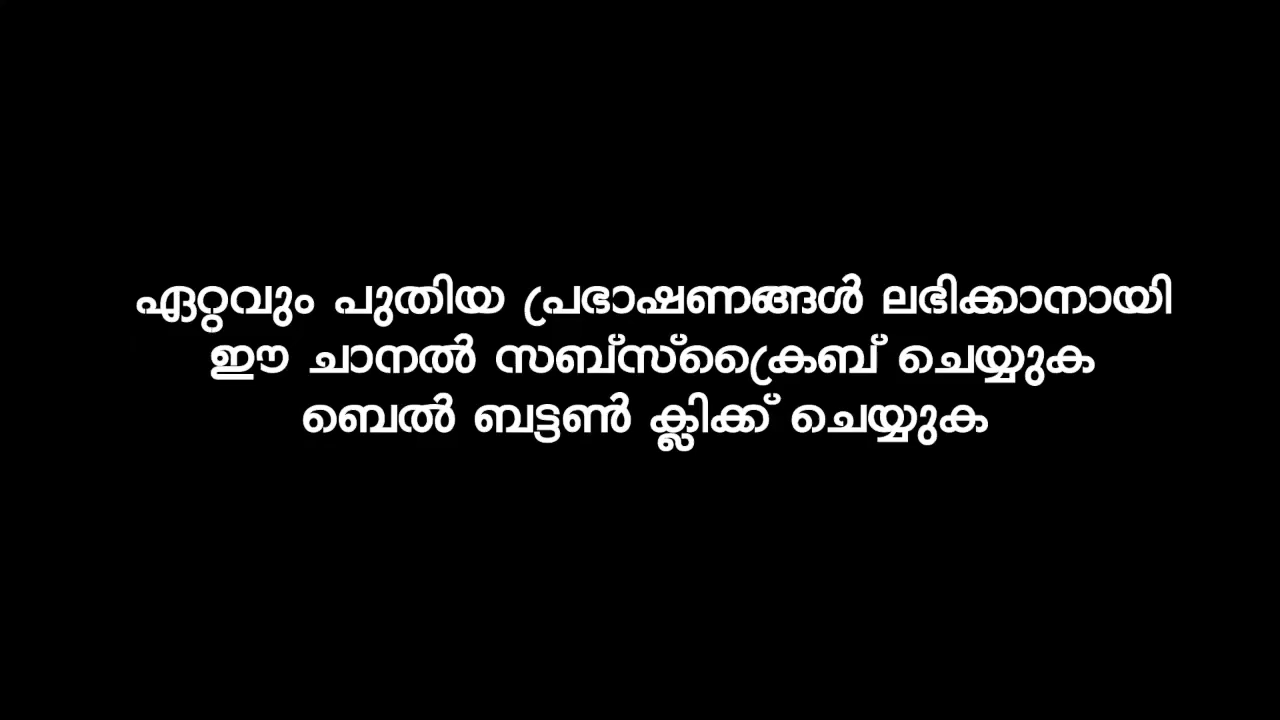 ഏറ്റവും പുതിയ പ്രഭാഷണങ്ങൾ ലഭിക്കാനായി
ഈ ചാനൽ സബ്സ്ക്രൈബ് ചെയ്യുക
ബെൽ ബട്ടൺ ക്ലിക്ക് ചെയ്യുക